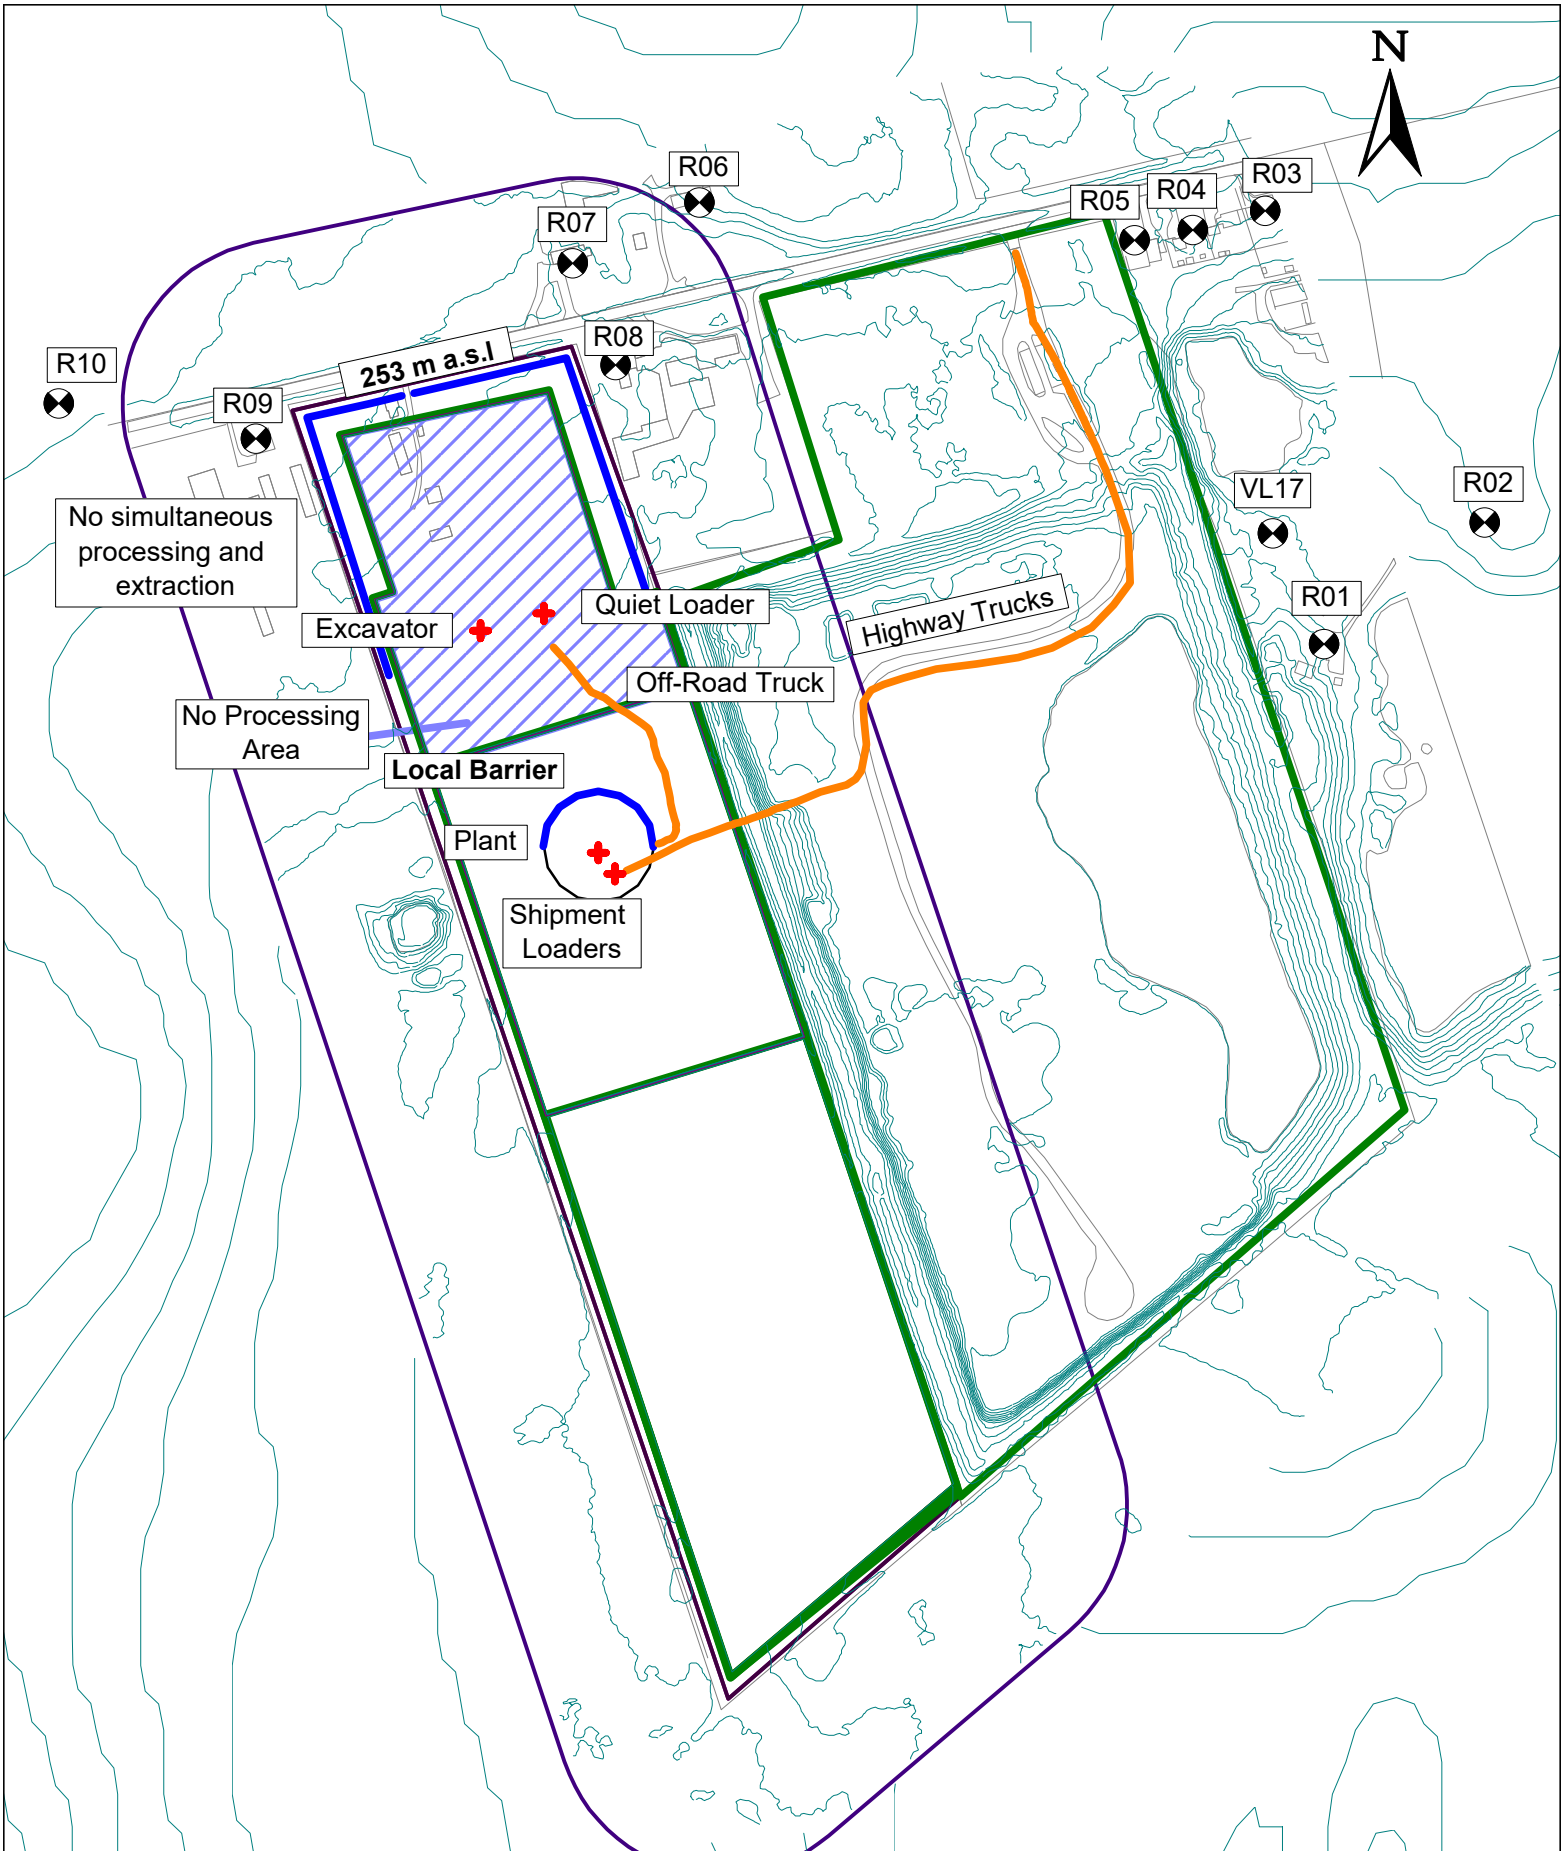 N
R06
R03
R04
R05
R07
R08
253 m a.s.l
R10
R09
VL17
R02
No simultaneous
processing and
extraction
R01
Quiet Loader
Highway Trucks
Excavator
Off-Road Truck
No Processing
Area
Local Barrier
Plant
Shipment
Loaders